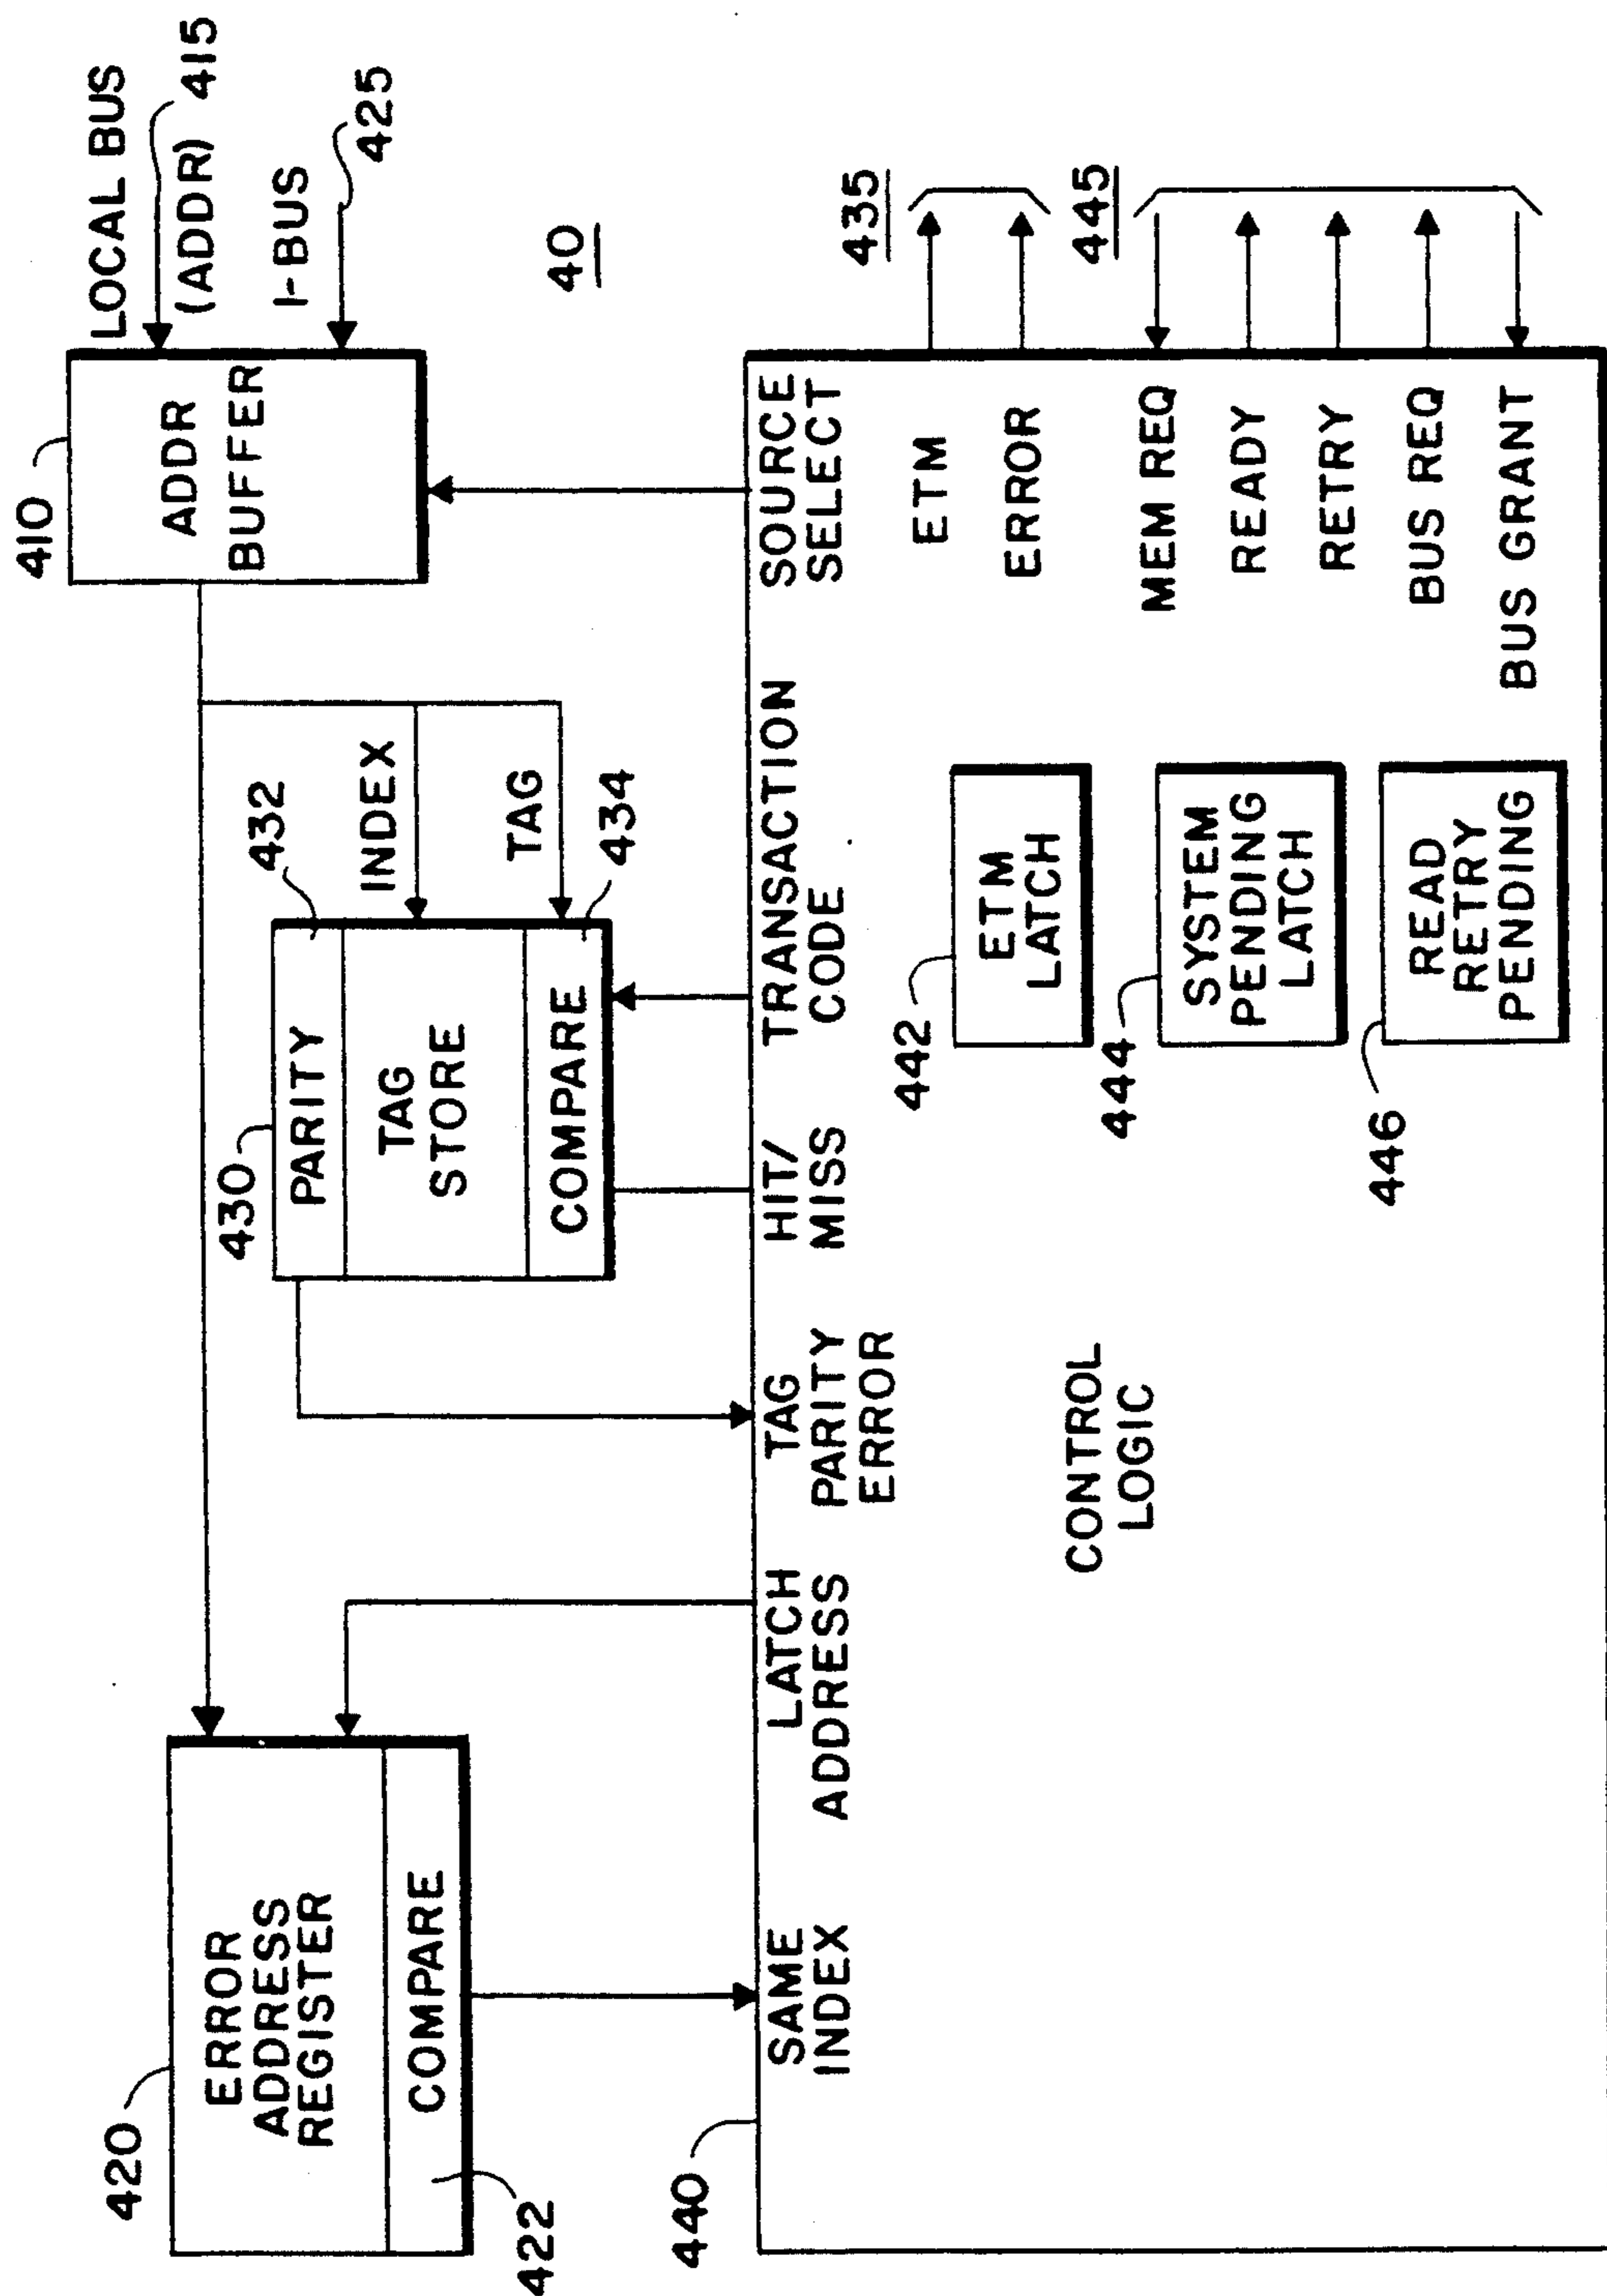 LOCAL BUS
(ADDR) 415
I-BUS
425
410
ADDR
BUFFER
40
420
ERROR
ADDRESS
REGISTER
COMPARE
422
430
432
PARITY
TAG
STORE
COMPARE
434
INDEX
TAG
440
SAME
INDEX
LATCH
ADDRESS
TAG
PARITY
ERROR
HIT/
MISS
TRANSACTION
CODE
SOURCE
SELECT
CONTROL
LOGIC
442
ETM
LATCH
444
SYSTEM
PENDING
LATCH
446
READ
RETRY
PENDING
ETM
ERROR
MEM REQ
READY
RETRY
BUS REQ
BUS GRANT
435
445